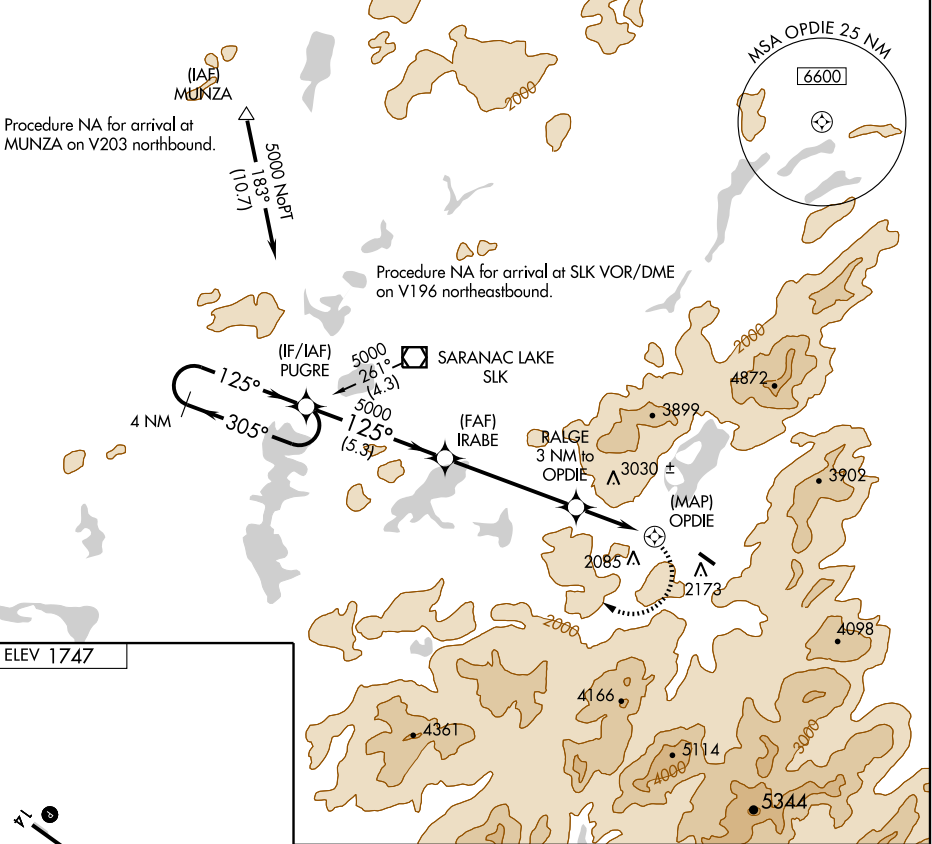 MSA OPDIE 25 NM
6600
(IAF)
MUNZA
2000
Procedure NA for arrival at
MUNZA on V203 northbound.
5000 NoPT
183°
(10.7)
Procedure NA for arrival at SLK VOR/DME
on V196 northeastbound.
2000
(IF/IAF)
PUGRE
5000
261°
(4.3)
SARANAC LAKE
SLK
4872
125°
4 NM
305°
5000
125°
(5.3)
(FAF)
IRABE
3899
RALGE
3 NM to
OPDIE
3030 ±
3902
(MAP)
OPDIE
2085
2173
2000
4098
ELEV 1747
4166
4361
3000
5114
4000
5344
14
P